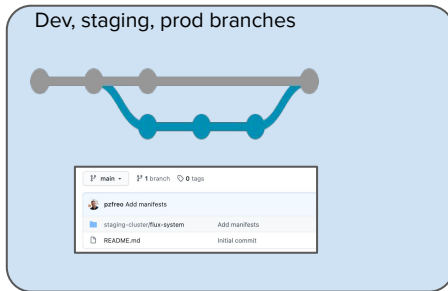 Dev, staging, prod branches
main 1 branch 0 tags
pzfreo Add manifests
staging-cluster/flux-system Add manifests
README.md Initial commit